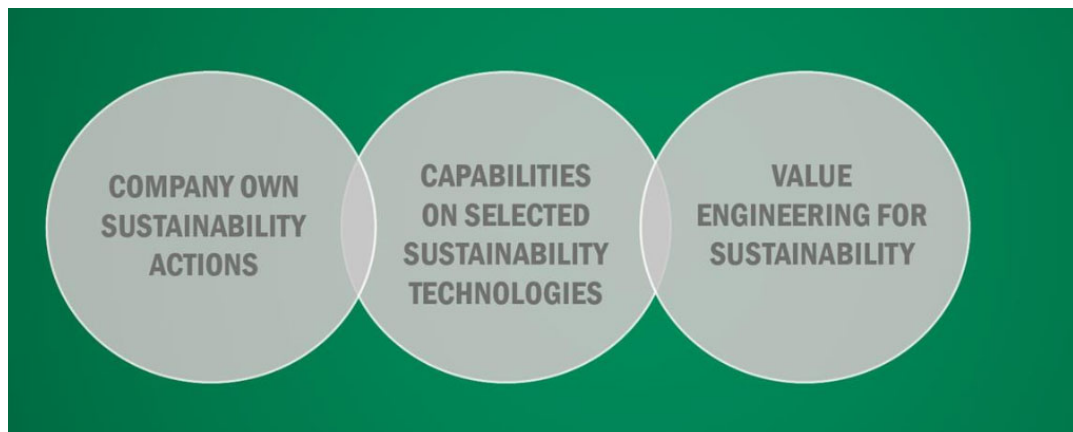 COMPANY OWN
SUSTAINABILITY
ACTIONS
CAPABILITIES
ON SELECTED
SUSTAINABILITY
TECHNOLOGIES
VALUE
ENGINEERING FOR
SUSTAINABILITY